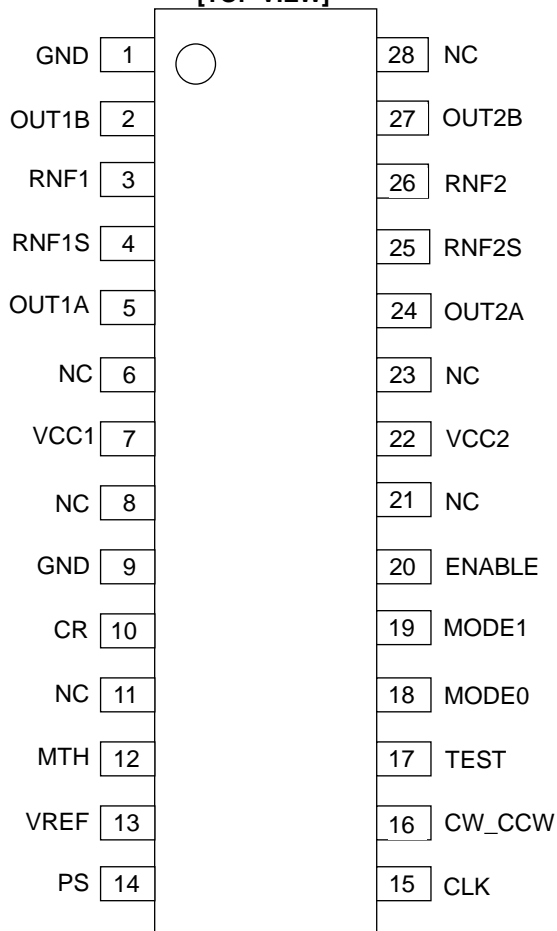 GND 1 28 NC
OUT1B 2 27 OUT2B
RNF1 3 26 RNF2
RNF1S 4 25 RNF2S
OUT1A 5 24 OUT2A
NC 6 23 NC
VCC1 7 22 VCC2
NC 8 21 NC
GND 9 20 ENABLE
CR 10 19 MODE1
NC 11 18 MODE0
MTH 12 17 TEST
VREF 13 16 CW_CCW
PS 14 15 CLK